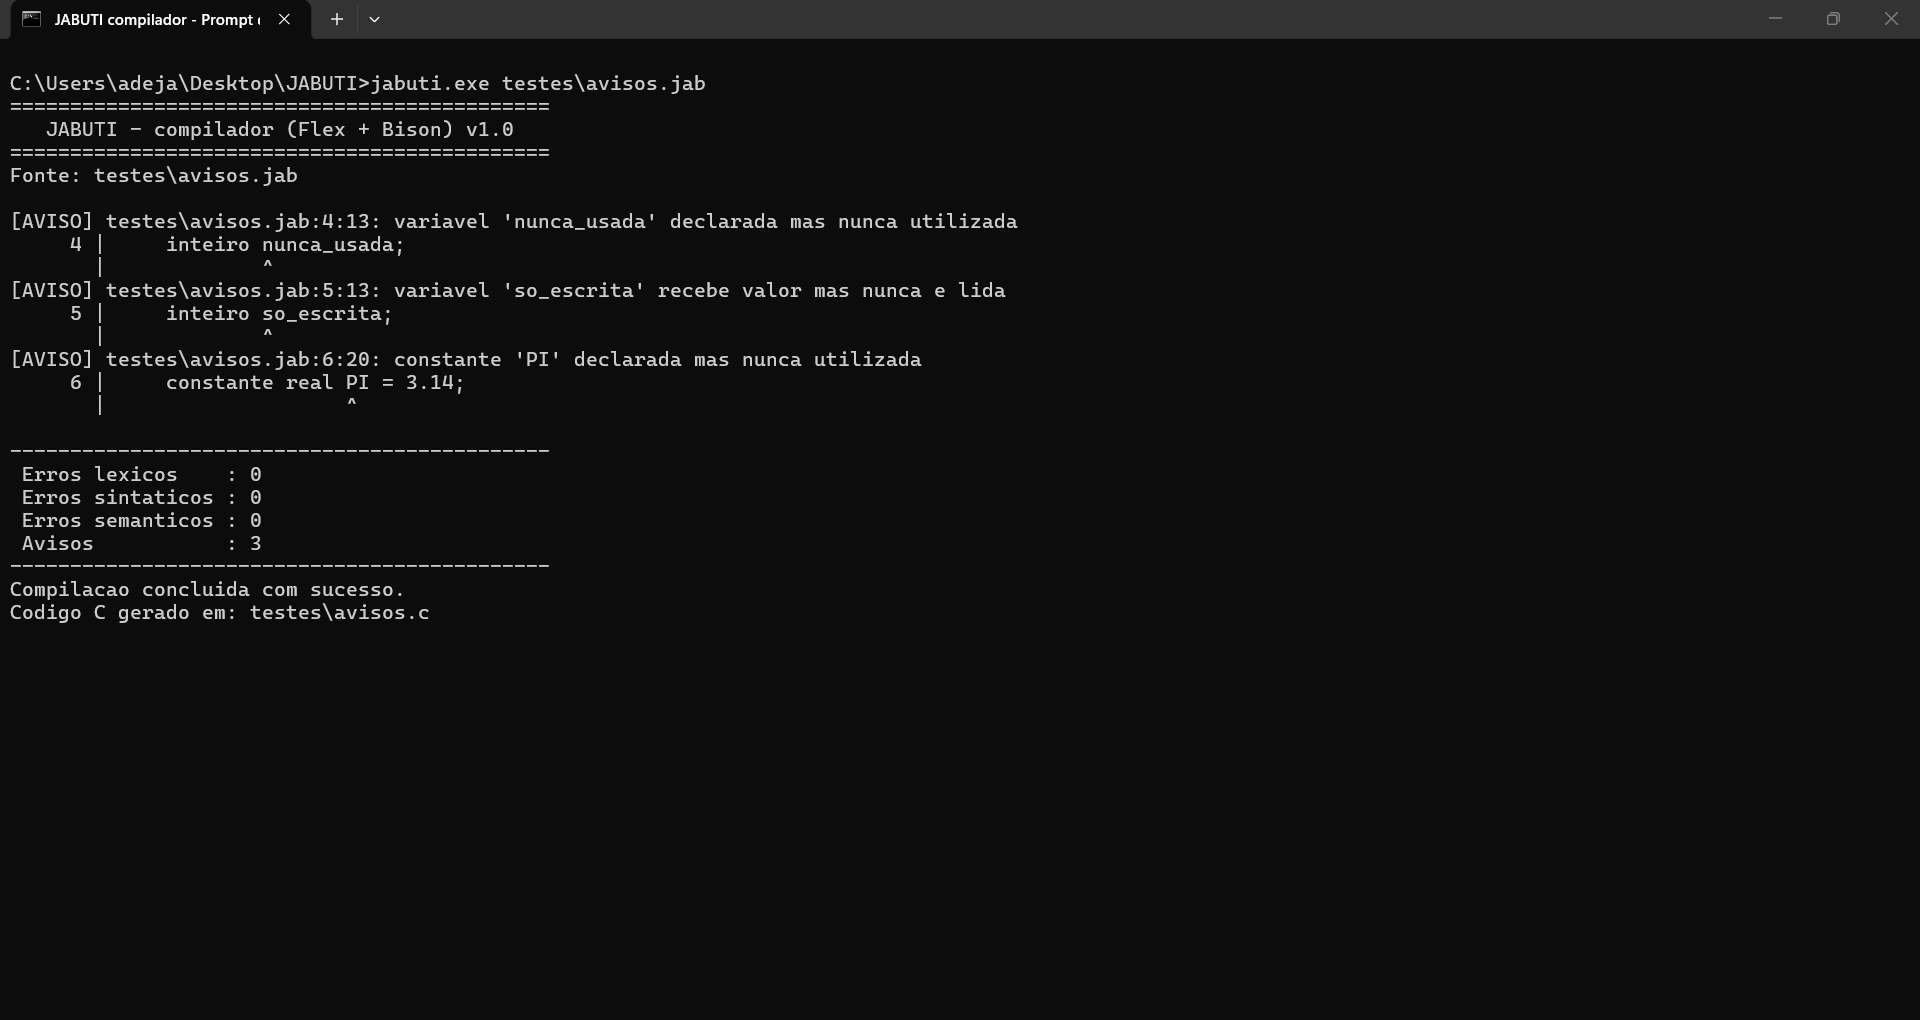 JABUTI compilador - Prompt
C:\Users\adeja\Desktop\JABUTI>jabuti.exe testes\avisos.jab
=============================================
   JABUTI - compilador (Flex + Bison) v1.0
=============================================
Fonte: testes\avisos.jab
[AVISO] testes\avisos.jab:4:13: variavel 'nunca_usada' declarada mas nunca utilizada
     4 |     inteiro nunca_usada;
       |             ^
[AVISO] testes\avisos.jab:5:13: variavel 'so_escrita' recebe valor mas nunca e lida
     5 |     inteiro so_escrita;
       |             ^
[AVISO] testes\avisos.jab:6:20: constante 'PI' declarada mas nunca utilizada
     6 |     constante real PI = 3.14;
       |                    ^
---------------------------------------------
 Erros lexicos    : 0
 Erros sintaticos : 0
 Erros semanticos : 0
 Avisos           : 3
---------------------------------------------
Compilacao concluida com sucesso.
Codigo C gerado em: testes\avisos.c